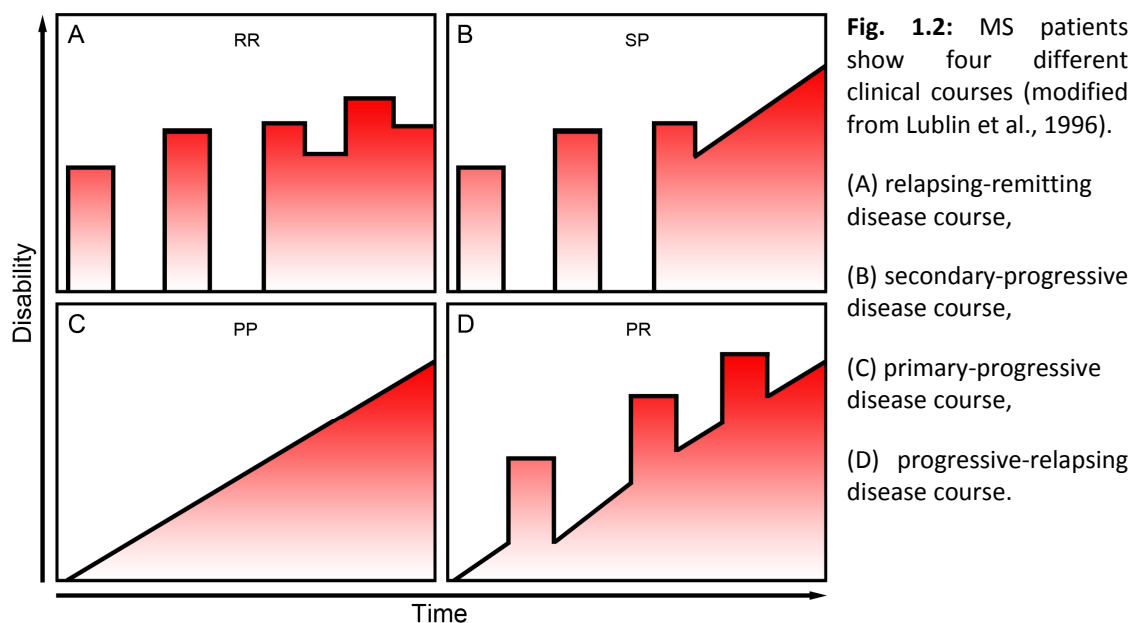 A
RR
B
SP
C
PP
D
PR
Disability
Time
Fig. 1.2: MS patients
show four different
clinical courses (modified
from Lublin et al., 1996).
(A) relapsing-remitting
disease course,
(B) secondary-progressive
disease course,
(C) primary-progressive
disease course,
(D) progressive-relapsing
disease course.